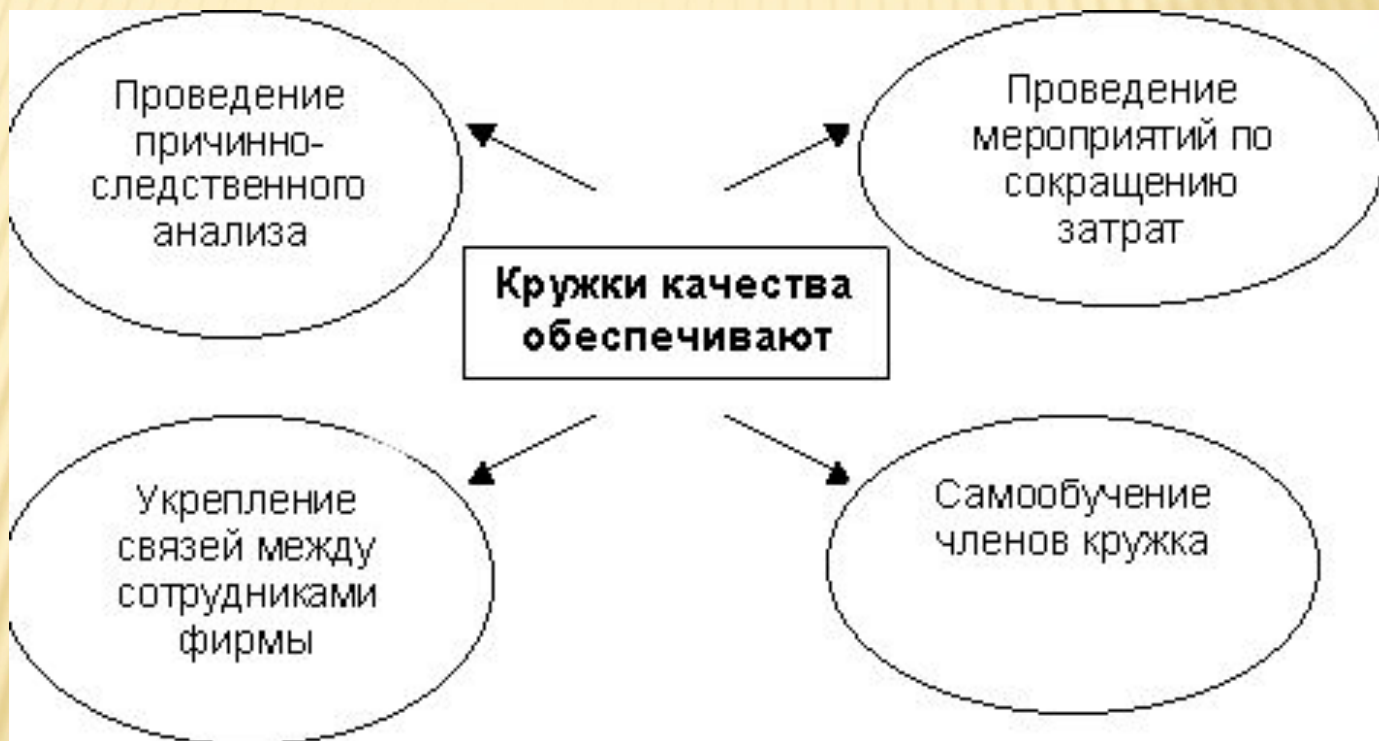 Проведение
причинно-
следственного
анализа
Проведение
мероприятий по
сокращению
затрат
Кружки качества
обеспечивают
Укрепление
связей между
сотрудниками
фирмы
Самообучение
членов кружка